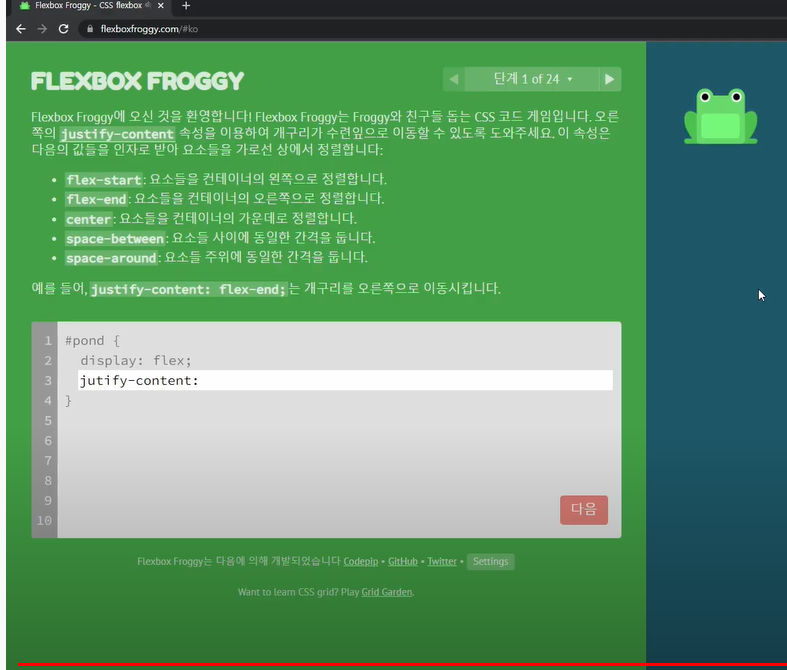 Flexbox Froggy - CSS flexbox
flexboxfroggy.com/#ko
FLEXBOX FROGGY
단계 1 of 24
Flexbox Froggy에 오신 것을 환영합니다! Flexbox Froggy는 Froggy와 친구들 돕는 CSS 코드 게임입니다. 오른
쪽의 justify-content 속성을 이용하여 개구리가 수련잎으로 이동할 수 있도록 도와주세요. 이 속성은
다음의 값들을 인자로 받아 요소들을 가로선 상에서 정렬합니다:
• flex-start: 요소들을 컨테이너의 왼쪽으로 정렬합니다.
• flex-end: 요소들을 컨테이너의 오른쪽으로 정렬합니다.
• center: 요소들을 컨테이너의 가운데로 정렬합니다.
• space-between: 요소들 사이에 동일한 간격을 둡니다.
• space-around: 요소들 주위에 동일한 간격을 둡니다.
예를 들어, justify-content: flex-end;는 개구리를 오른쪽으로 이동시킵니다.
1 #pond {
2 display: flex;
3 jutify-content:
4 }
5
6
7
8
9
10
다음
Flexbox Froggy는 다음에 의해 개발되었습니다 Codepip • GitHub • Twitter • Settings
Want to learn CSS grid? Play Grid Garden.